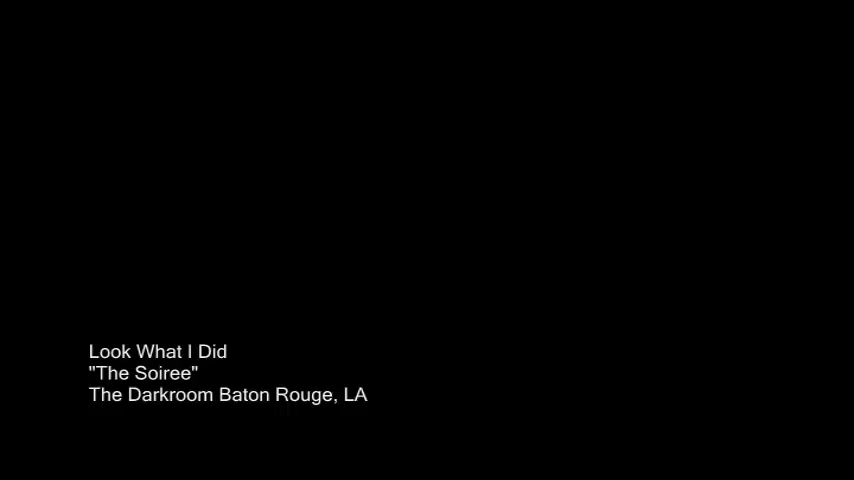 Look What I Did
"The Soiree"
The Darkroom Baton Rouge, LA